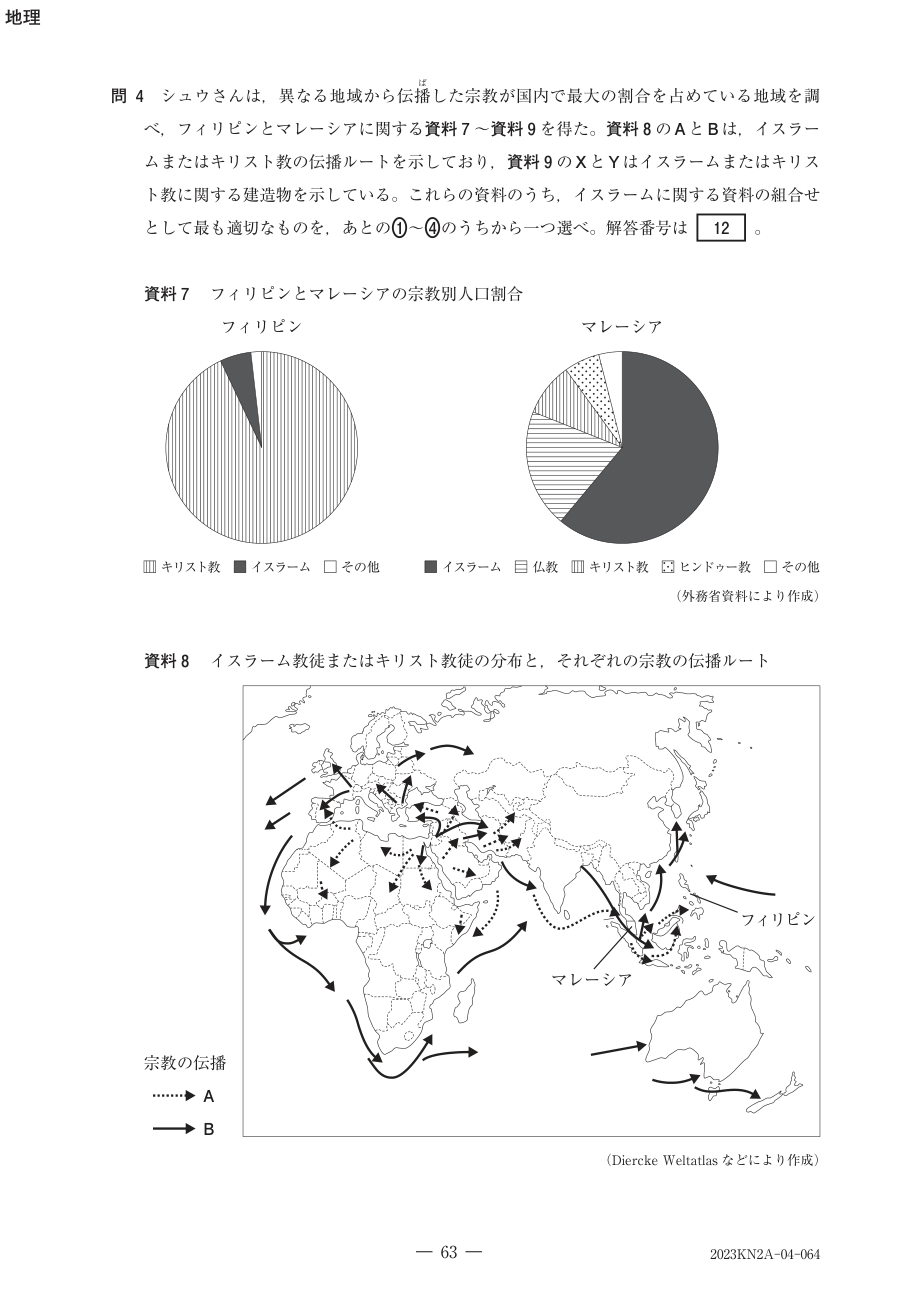 地理
問 4 シュウさんは，異なる地域から伝播した宗教が国内で最大の割合を占めている地域を調
ば
べ，フィリピンとマレーシアに関する資料7～資料9を得た。資料8のAとBは，イスラー
ムまたはキリスト教の伝播ルートを示しており，資料9のXとYはイスラームまたはキリス
ト教に関する建造物を示している。これらの資料のうち，イスラームに関する資料の組合せ
として最も適切なものを，あとの①～④のうちから一つ選べ。解答番号は 12 。
資料7 フィリピンとマレーシアの宗教別人口割合
フィリピン マレーシア
キリスト教 イスラーム その他 イスラーム 仏教 キリスト教 ヒンドゥー教 その他
（外務省資料により作成）
資料8 イスラーム教徒またはキリスト教徒の分布と，それぞれの宗教の伝播ルート
フィリピン
マレーシア
宗教の伝播
A
B
（Diercke Weltatlas などにより作成）
― 63 ―
2023KN2A-04-064